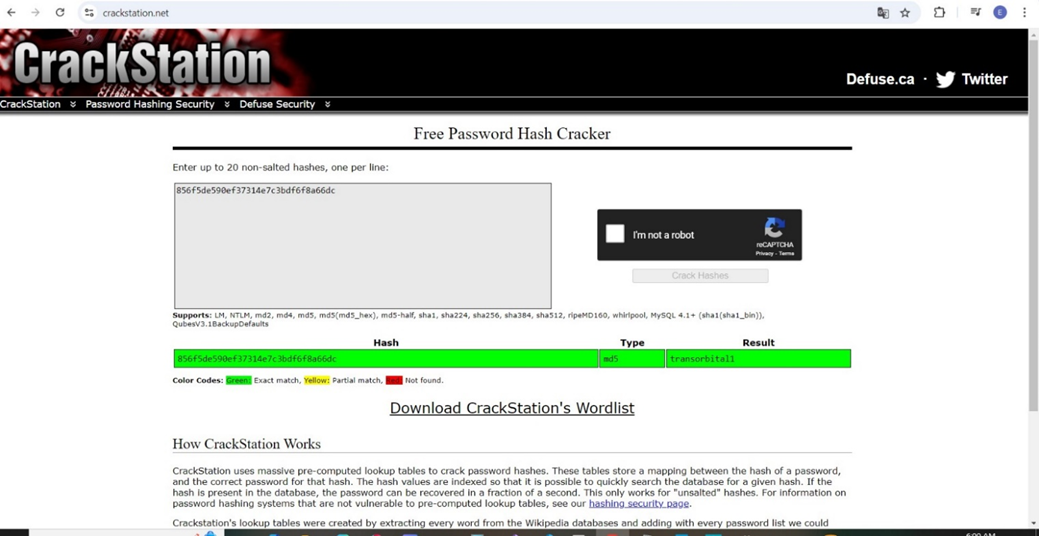 crackstation.net
E
CrackStation
Defuse.ca · Twitter
CrackStation Password Hashing Security Defuse Security
Free Password Hash Cracker
Enter up to 20 non-salted hashes, one per line:
856f5de590ef37314e7c3bdf6f8a66dc
I'm not a robot
reCAPTCHA
Privacy - Terms
Crack Hashes
Supports: LM, NTLM, md2, md4, md5, md5(md5_hex), md5-half, sha1, sha224, sha256, sha384, sha512, ripeMD160, whirlpool, MySQL 4.1+ (sha1(sha1_bin)),
QubesV3.1BackupDefaults
Hash Type Result
856f5de590ef37314e7c3bdf6f8a66dc md5 transorbital1
Color Codes: Green: Exact match, Yellow: Partial match, Red: Not found.
Download CrackStation's Wordlist
How CrackStation Works
CrackStation uses massive pre-computed lookup tables to crack password hashes. These tables store a mapping between the hash of a password,
and the correct password for that hash. The hash values are indexed so that it is possible to quickly search the database for a given hash. If the
hash is present in the database, the password can be recovered in a fraction of a second. This only works for "unsalted" hashes. For information on
password hashing systems that are not vulnerable to pre-computed lookup tables, see our hashing security page.
Crackstation's lookup tables were created by extracting every word from the Wikipedia databases and adding with every password list we could